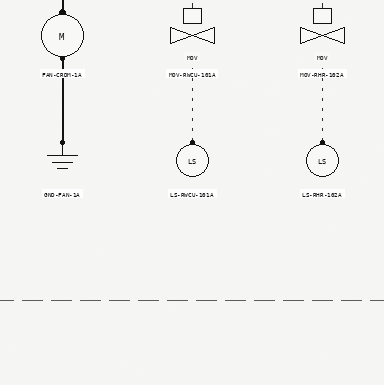 M
MOV
MOV
FAN-CRDM-1A
MOV-RWCU-101A
MOV-RHR-102A
LS
LS
GND-FAN-1A
LS-RWCU-101A
LS-RHR-102A